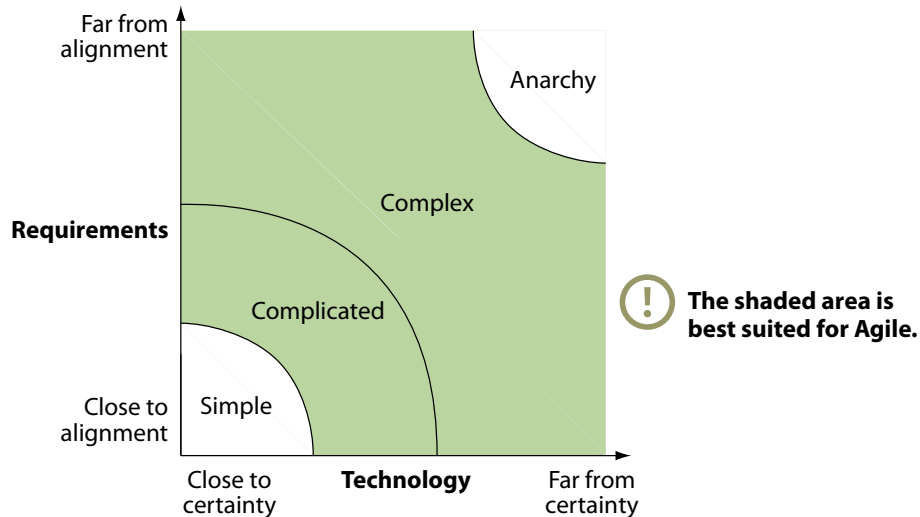 Far from
alignment
Anarchy
Complex
Requirements
Complicated
The shaded area is
best suited for Agile.
Close to
alignment
Simple
Close to
certainty
Technology
Far from
certainty